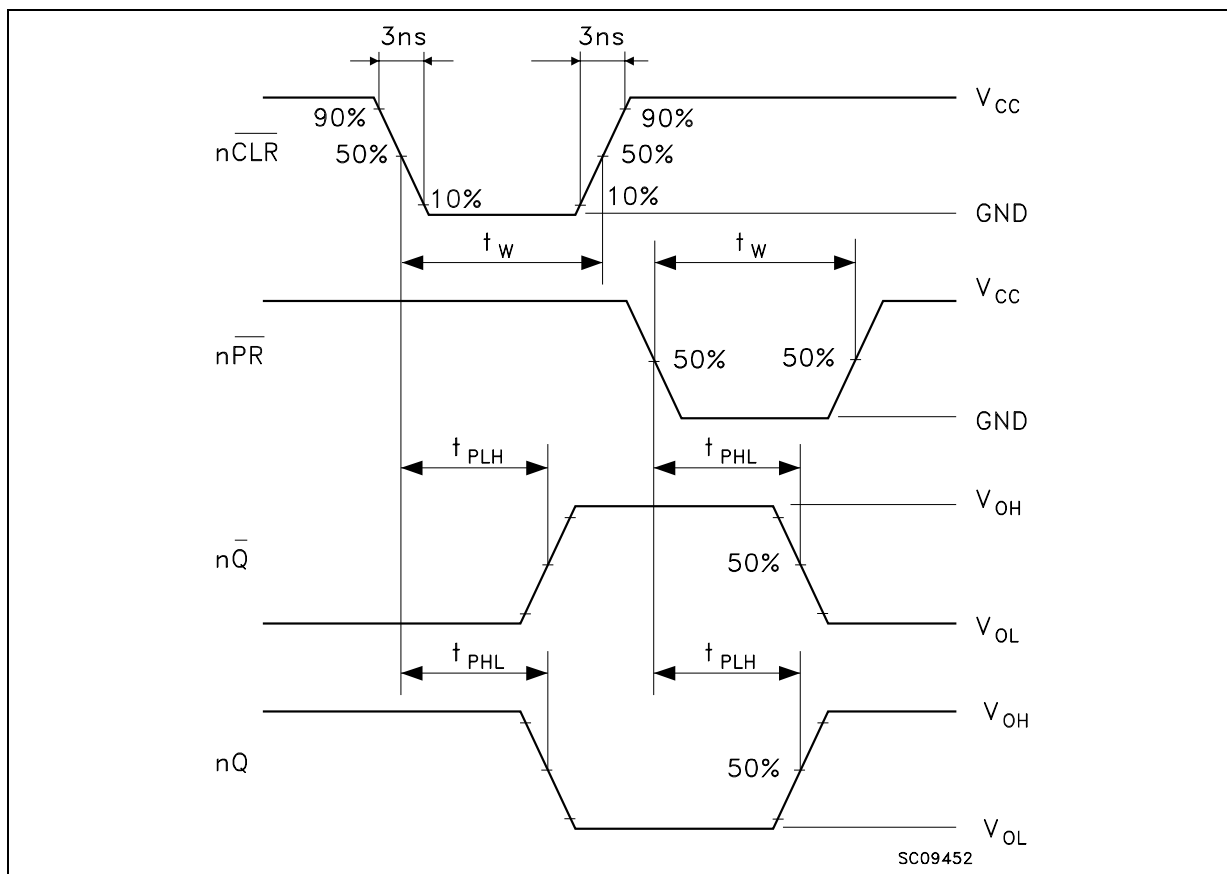 3ns 3ns
V CC
90% 90%
nCLR 50% 50%
10% 10%
GND
t W t W
V CC
nPR 50% 50%
GND
t PLH t PHL
V OH
nQ 50%
V OL
t PHL t PLH
V OH
nQ 50%
V OL
SC09452